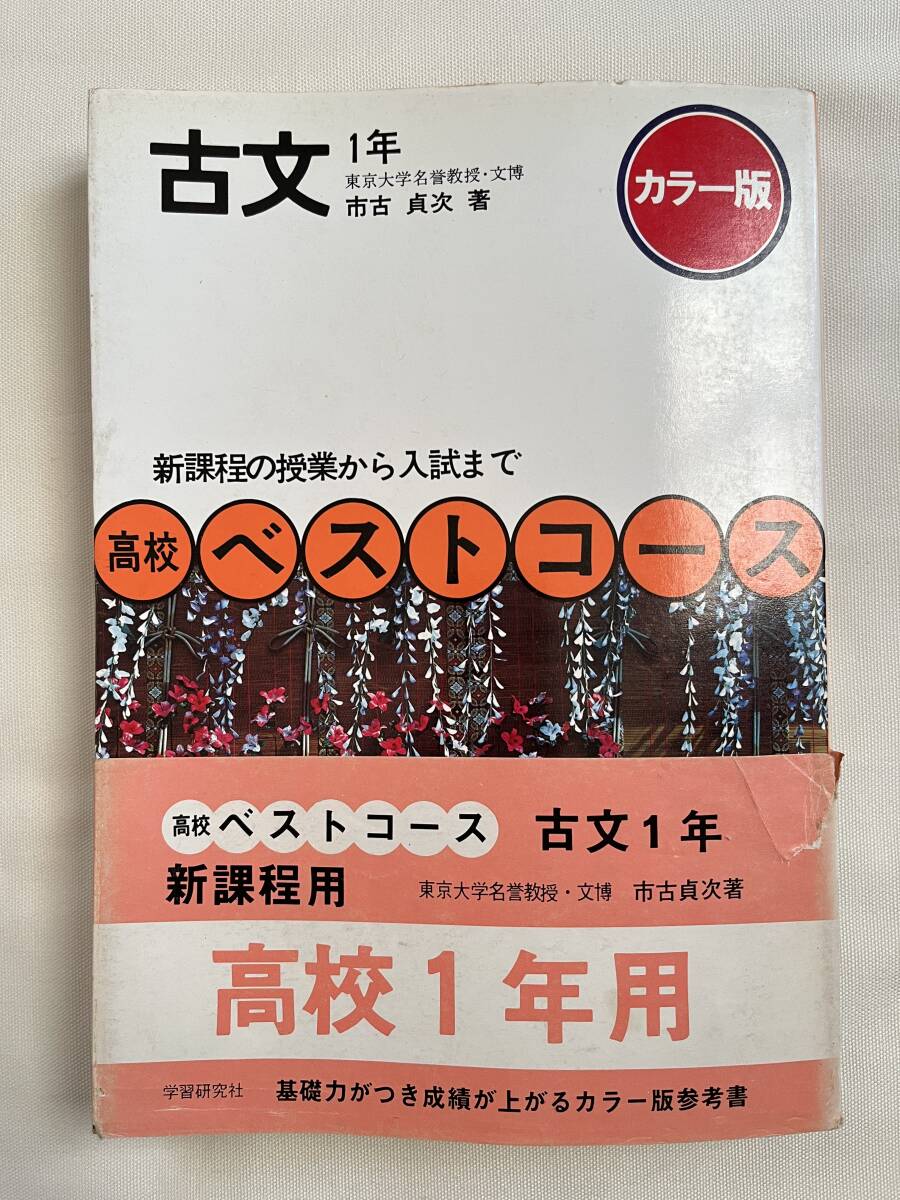 古文 1年
東京大学名誉教授・文博
市古 貞次 著
カラー版
新課程の授業から入試まで
高校ベストコース
高校ベストコース 古文1年
新課程用 東京大学名誉教授・文博 市古貞次著
高校1年用
学習研究社 基礎力がつき成績が上がるカラー版参考書